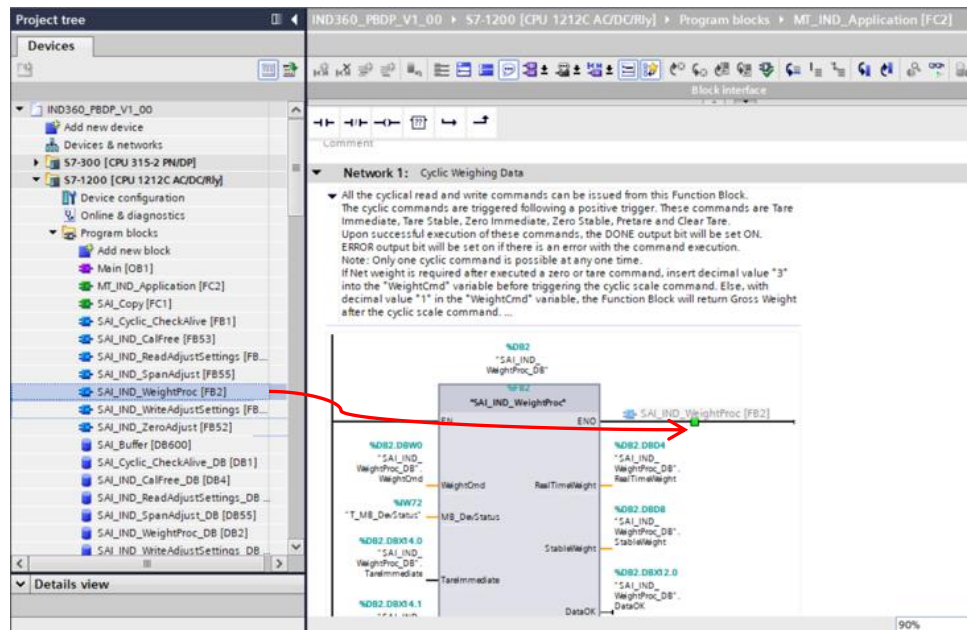 Project tree
Devices
IND360_PBDP_V1_00
Add new device
Devices & networks
S7-300 [CPU 315-2 PN/DP]
S7-1200 [CPU 1212C AC/DC/Rly]
Device configuration
Online & diagnostics
Program blocks
Add new block
Main [OB1]
MT_IND_Application [FC2]
SAI_Copy [FC1]
SAI_Cyclic_CheckAlive [FB1]
SAI_IND_CalFree [FB53]
SAI_IND_ReadAdjustSettings [FB...
SAI_IND_SpanAdjust [FB55]
SAI_IND_WeightProc [FB2]
SAI_IND_WriteAdjustSettings [FB...
SAI_IND_ZeroAdjust [FB52]
SAI_Buffer [DB600]
SAI_Cyclic_CheckAlive_DB [DB1]
SAI_IND_CalFree_DB [DB4]
SAI_IND_ReadAdjustSettings_DB ...
SAI_IND_SpanAdjust_DB [DB55]
SAI_IND_WeightProc_DB [DB2]
SAI_IND_WriteAdjustSettings_DB ...
Details view
IND360_PBDP_V1_00 ▸ S7-1200 [CPU 1212C AC/DC/Rly] ▸ Program blocks ▸ MT_IND_Application [FC2]
Block interface
Comment
Network 1: Cyclic Weighing Data
All the cyclical read and write commands can be issued from this Function Block.
The cyclic commands are triggered following a positive trigger. These commands are Tare
Immediate, Tare Stable, Zero Immediate, Zero Stable, Pretare and Clear Tare.
Upon successful execution of these commands, the DONE output bit will be set ON.
ERROR output bit will be set on if there is an error with the command execution.
Note: Only one cyclic command is possible at any one time.
If Net weight is required after executed a zero or tare command, insert decimal value "3"
into the "WeightCmd" variable before triggering the cyclic scale command. Else, with
decimal value "1" in the "WeightCmd" variable, the Function Block will return Gross Weight
after the cyclic scale command. ...
%DB2
"SAI_IND_
WeightProc_DB"
%FB2
"SAI_IND_WeightProc"
EN
ENO
SAI_IND_WeightProc [FB2]
%DB2.DBW0
"SAI_IND_
WeightProc_DB".
WeightCmd
WeightCmd
%IW72
"T_MB_DevStatus"
MB_DevStatus
%DB2.DBX14.0
"SAI_IND_
WeightProc_DB".
TareImmediate
TareImmediate
%DB2.DBX14.1
%DB2.DBD4
"SAI_IND_
WeightProc_DB".
RealTimeWeight
RealTimeWeight
%DB2.DBD8
"SAI_IND_
WeightProc_DB".
StableWeight
StableWeight
%DB2.DBX12.0
"SAI_IND_
WeightProc_DB".
DataOK
DataOK
90%